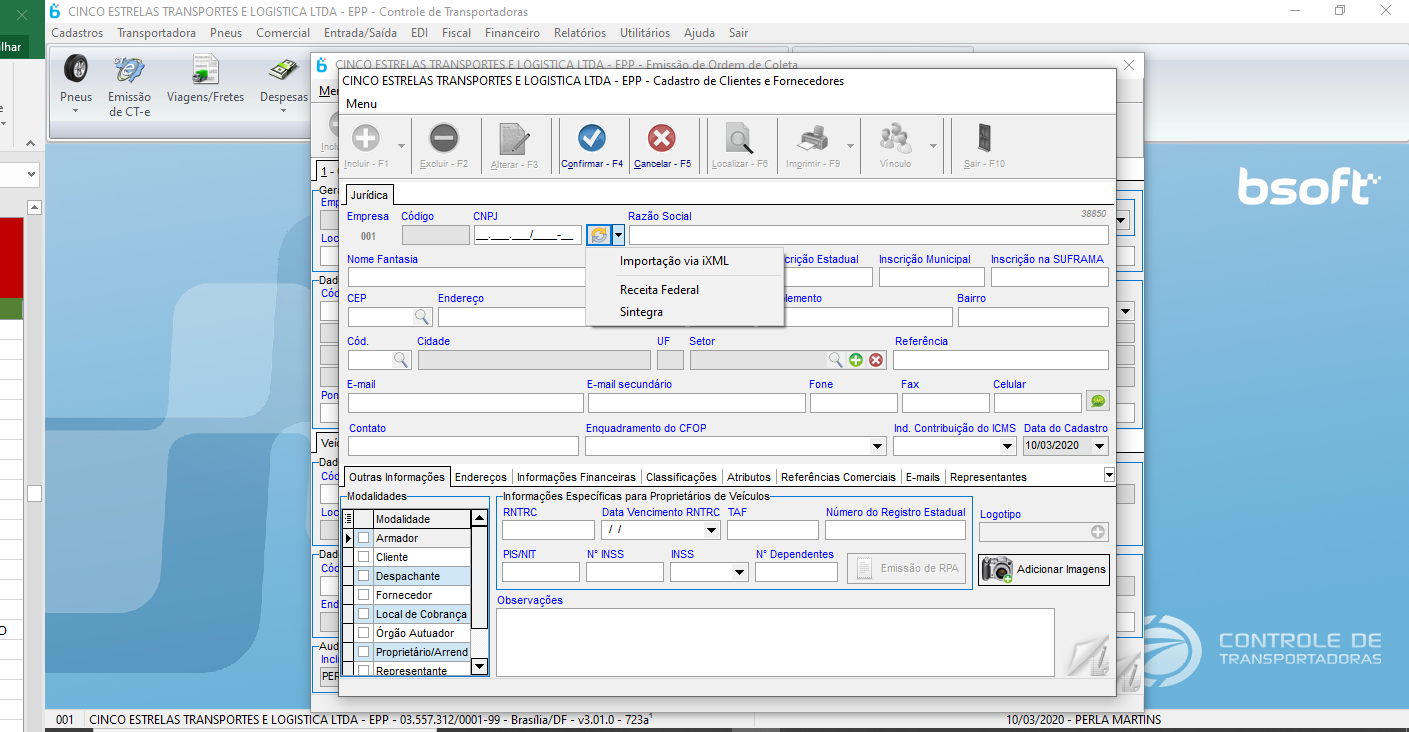 CINCO ESTRELAS TRANSPORTES E LOGISTICA LTDA - EPP - Controle de Transportadoras
Cadastros Transportadora Pneus Comercial Entrada/Saída EDI Fiscal Financeiro Relatórios Utilitários Ajuda Sair
lhar
Pneus
Emissão de CT-e
Viagens/Fretes
Despesas
CINCO ESTRELAS TRANSPORTES E LOGISTICA LTDA - EPP - Emissão de Ordem de Coleta
CINCO ESTRELAS TRANSPORTES E LOGISTICA LTDA - EPP - Cadastro de Clientes e Fornecedores
Menu
Incluir - F1 Excluir - F2 Alterar - F3 Confirmar - F4 Cancelar - F5 Localizar - F6 Imprimir - F9 Vínculo Sair - F10
bsoft
Jurídica
Empresa Código CNPJ Razão Social 38850
001 __.___.___/____-__
Importação via iXML
Receita Federal
Sintegra
Nome Fantasia crição Estadual Inscrição Municipal Inscrição na SUFRAMA
CEP Endereço lemento Bairro
Cód. Cidade UF Setor Referência
E-mail E-mail secundário Fone Fax Celular
Contato Enquadramento do CFOP Ind. Contribuição do ICMS Data do Cadastro
10/03/2020
Outras Informações Endereços Informações Financeiras Classificações Atributos Referências Comerciais E-mails Representantes
Modalidades
Modalidade
Armador
Cliente
Despachante
Fornecedor
Local de Cobrança
Órgão Autuador
Proprietário/Arrend
Representante
Informações Específicas para Proprietários de Veículos
RNTRC Data Vencimento RNTRC TAF Número do Registro Estadual
/ /
PIS/NIT N° INSS INSS N° Dependentes
Emissão de RPA
Logotipo
Adicionar Imagens
Observações
CONTROLE DE
TRANSPORTADORAS
001 CINCO ESTRELAS TRANSPORTES E LOGISTICA LTDA - EPP - 03.557.312/0001-99 - Brasília/DF - v3.01.0 - 723a¹ 10/03/2020 - PERLA MARTINS